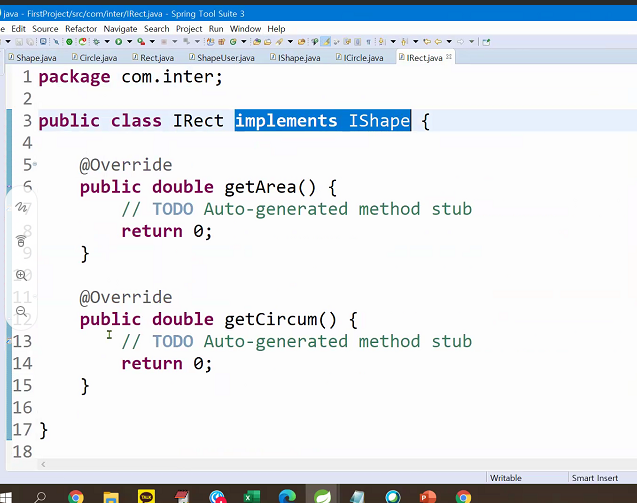 java - FirstProject/src/com/inter/IRect.java - Spring Tool Suite 3
Edit Source Refactor Navigate Search Project Run Window Help
Shape.java Circle.java Rect.java ShapeUser.java IShape.java ICircle.java IRect.java
1 package com.inter;
2
3 public class IRect implements IShape {
4
5 @Override
6 public double getArea() {
7 // TODO Auto-generated method stub
8 return 0;
9 }
10
11 @Override
12 public double getCircum() {
13 // TODO Auto-generated method stub
14 return 0;
15 }
16
17 }
18
Writable Smart Insert
TALK